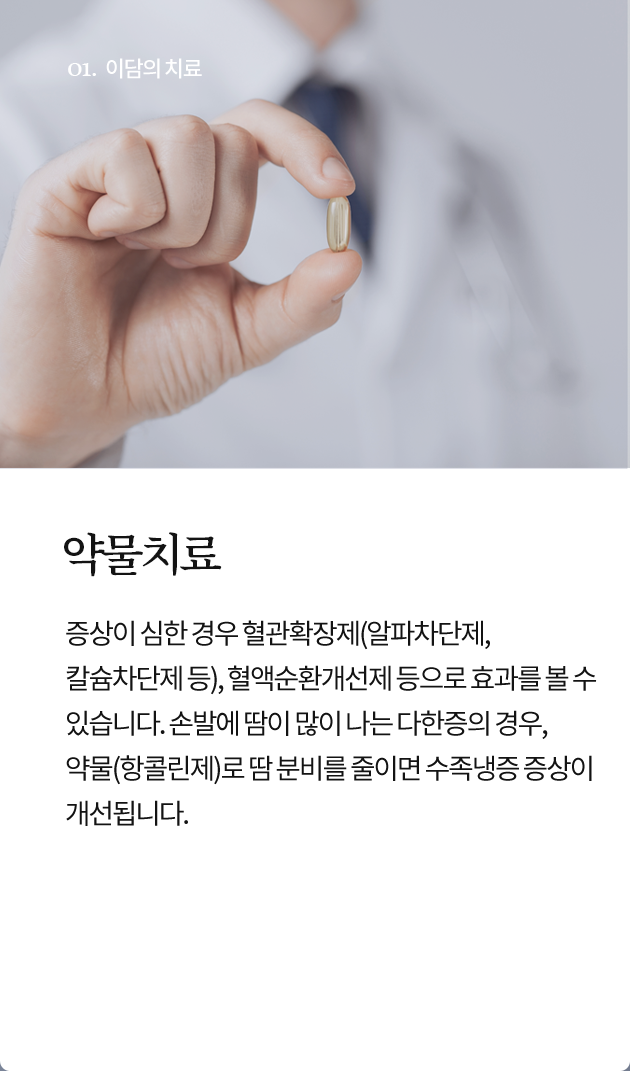 01. 이담의 치료
약물치료
증상이 심한 경우 혈관확장제(알파차단제,
칼슘차단제 등), 혈액순환개선제 등으로 효과를 볼 수
있습니다. 손발에 땀이 많이 나는 다한증의 경우,
약물(항콜린제)로 땀 분비를 줄이면 수족냉증 증상이
개선됩니다.